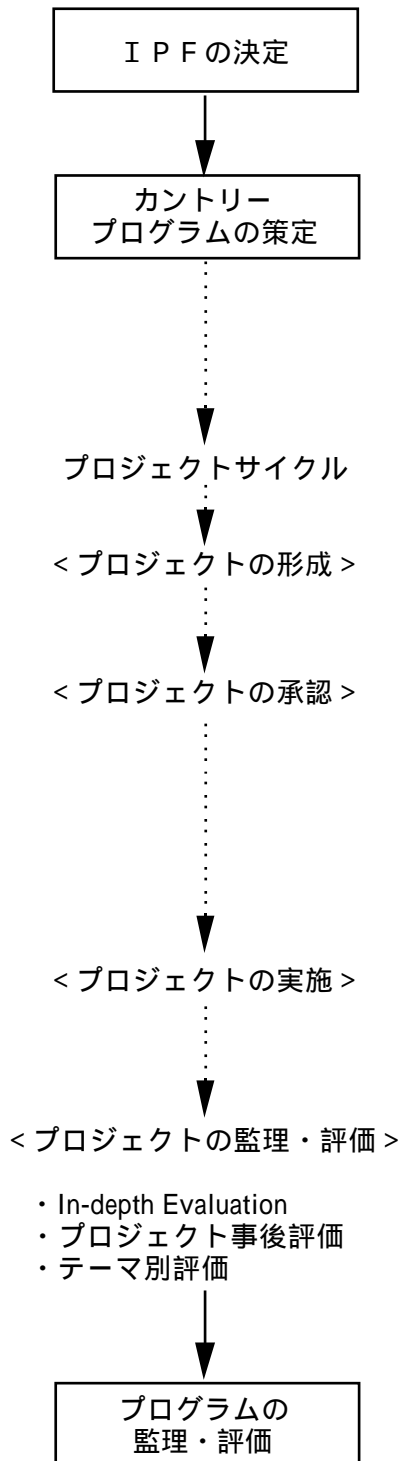 ＩＰＦの決定
カントリー
プログラムの策定
プロジェクトサイクル
<プロジェクトの形成>
<プロジェクトの承認>
<プロジェクトの実施>
<プロジェクトの監理・評価>
・In-depth Evaluation
・プロジェクト事後評価
・テーマ別評価
プログラムの
監理・評価